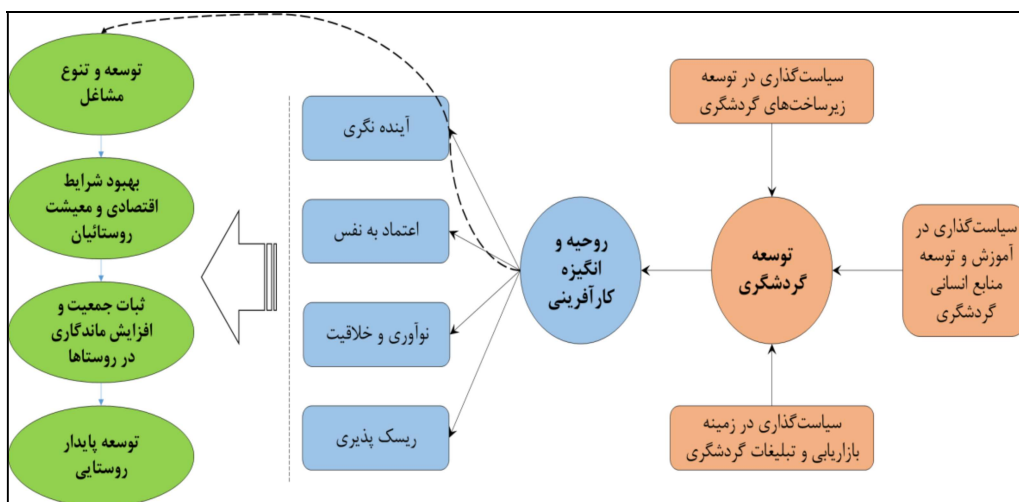 سیاست‌گذاری در توسعه
زیرساخت‌های گردشگری
سیاست‌گذاری در
آموزش و توسعه
منابع انسانی
گردشگری
سیاست‌گذاری در زمینه
بازاریابی و تبلیغات گردشگری
توسعه
گردشگری
روحیه و
انگیزه
کارآفرینی
آینده نگری
اعتماد به نفس
نوآوری و خلاقیت
ریسک پذیری
توسعه و تنوع
مشاغل
بهبود شرایط
اقتصادی و معیشت
روستائیان
ثبات جمعیت و
افزایش ماندگاری
در روستاها
توسعه پایدار
روستایی